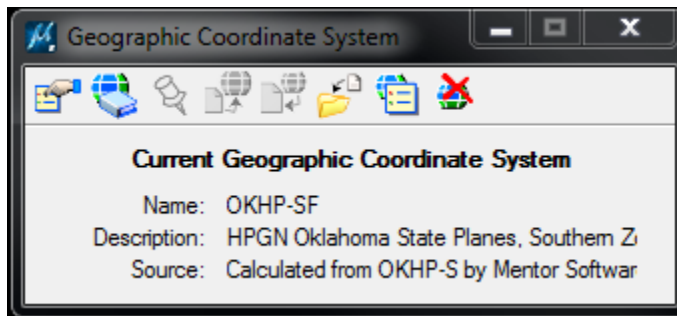 Geographic Coordinate System
Current Geographic Coordinate System
Name: OKHP-SF
Description: HPGN Oklahoma State Planes, Southern Z
Source: Calculated from OKHP-S by Mentor Softwar